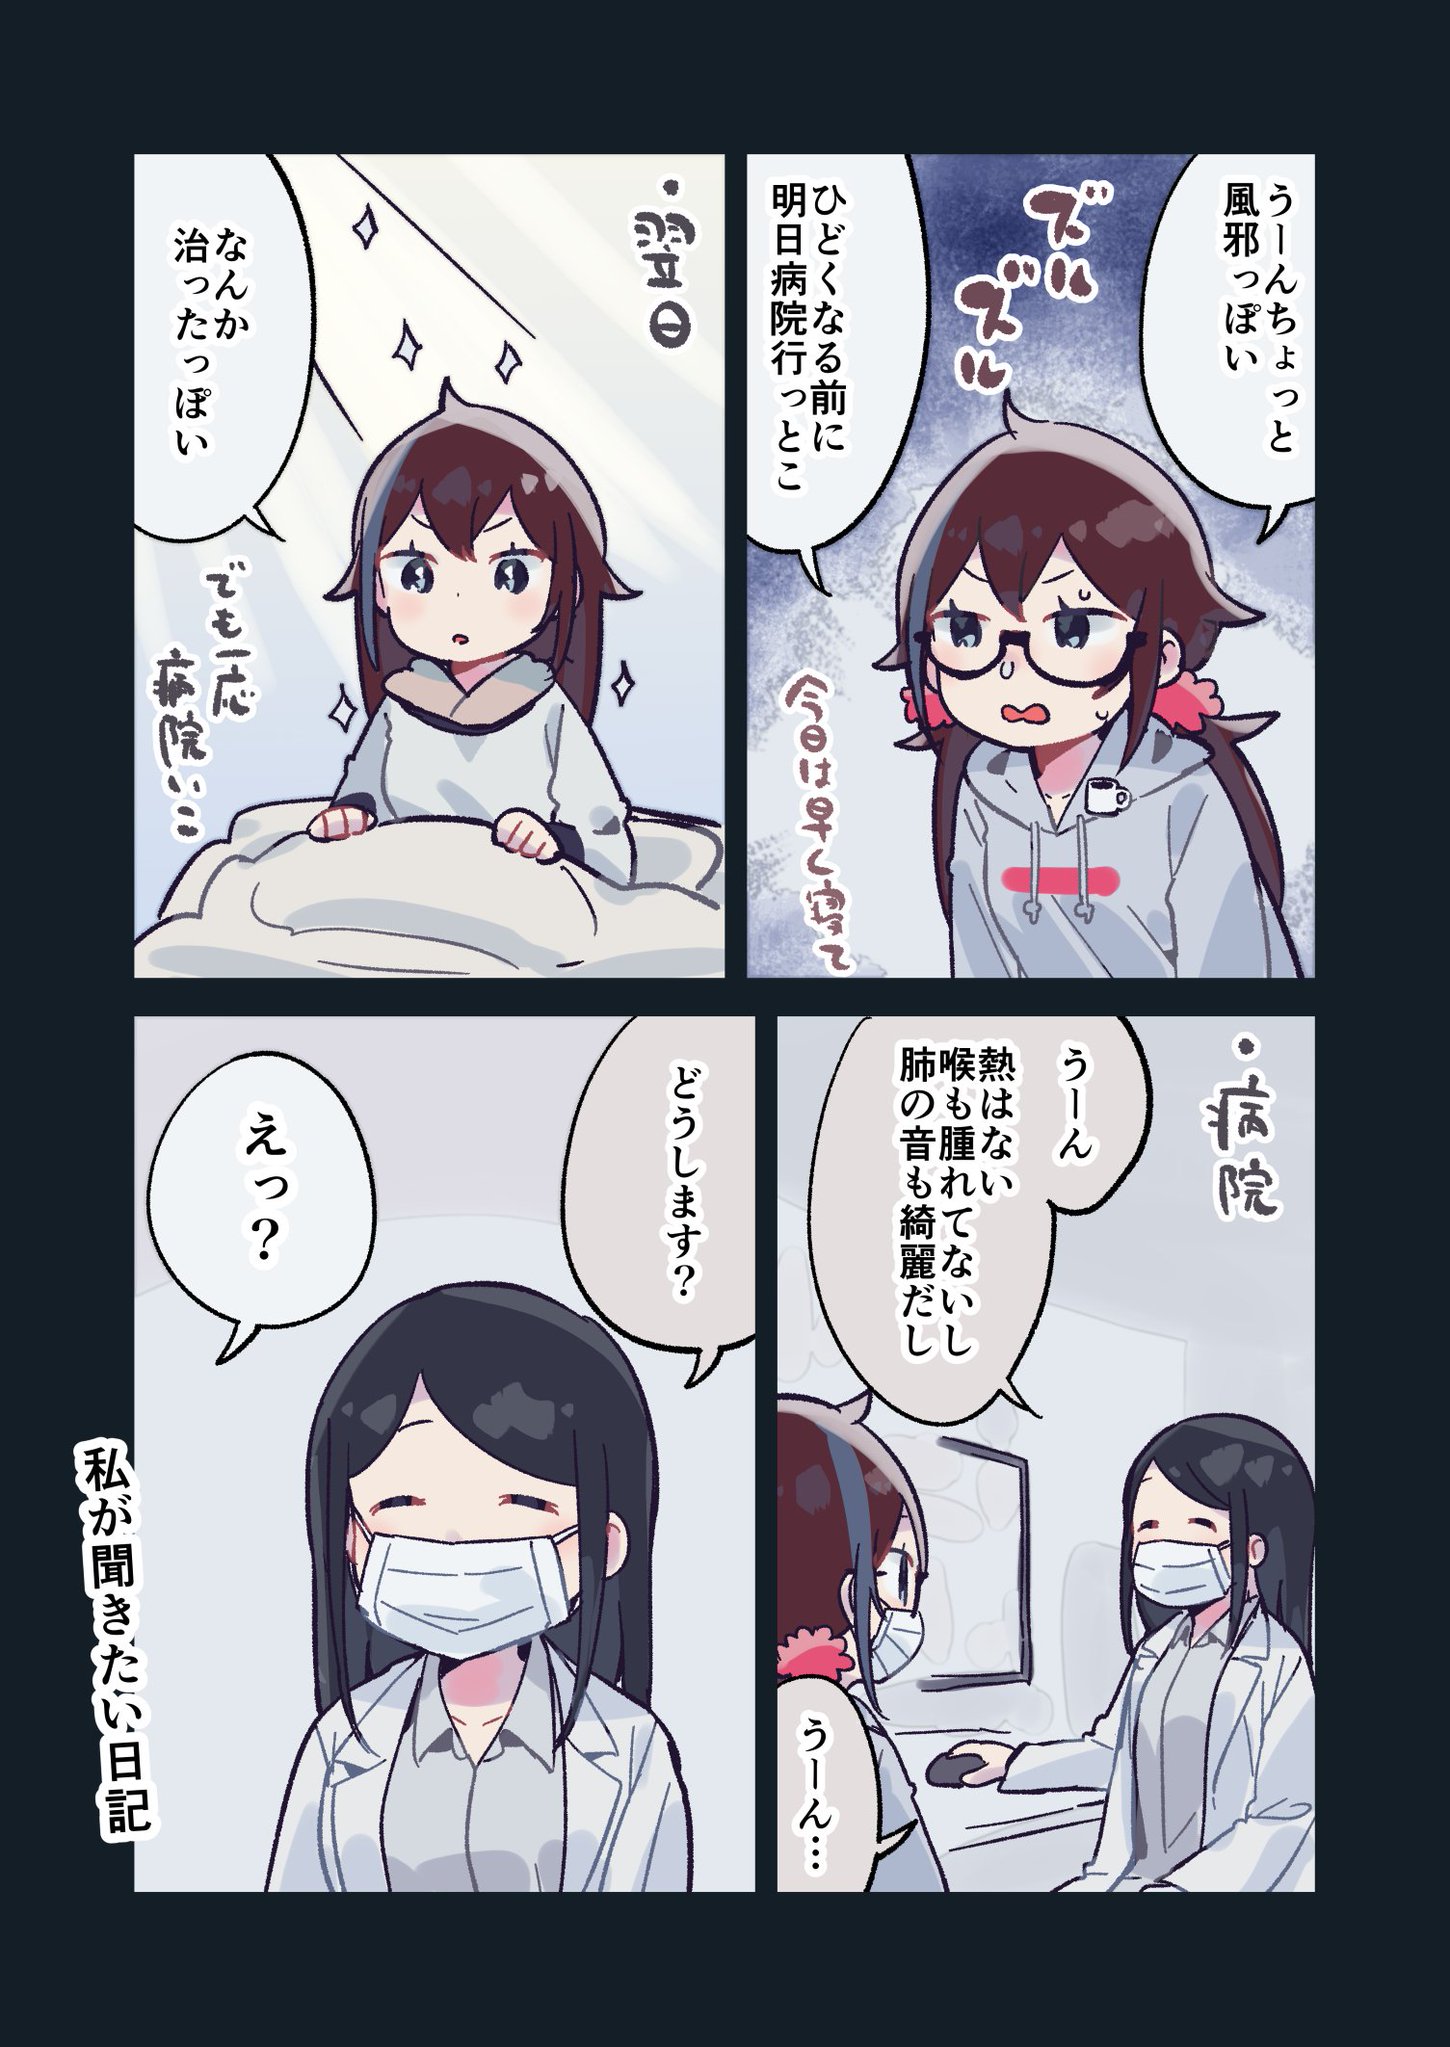 うーんちょっと
風邪っぽい
ズル
ズル
ひどくなる前に
明日病院行っとこ
今日は早く寝て
・翌日
なんか
治ったっぽい
でも一応
病院いこ
・病院
うーん
熱はない
喉も腫れてないし
肺の音も綺麗だし
うーん…
どうします？
えっ？
私が聞きたい日記